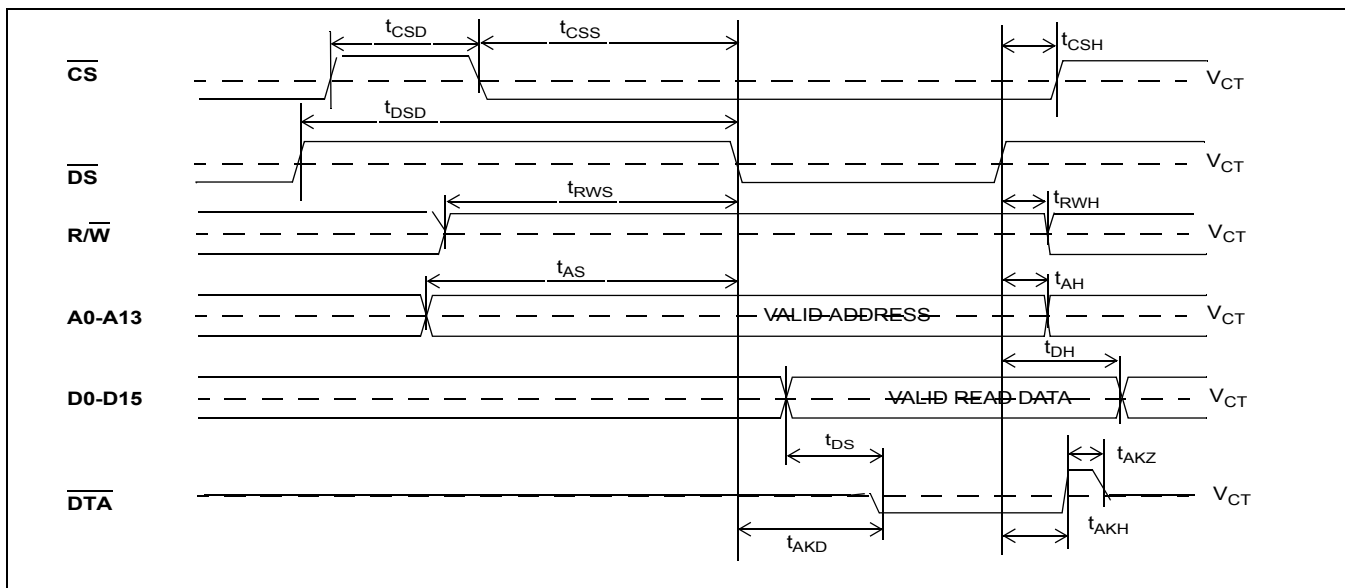 tCSD
tCSS
tCSH
CS
VCT
tDSD
DS
VCT
tRWS
tRWH
R/W
VCT
tAS
tAH
A0-A13
VALID ADDRESS
VCT
tDH
D0-D15
VALID READ DATA
VCT
tDS
tAKZ
DTA
VCT
tAKD
tAKH